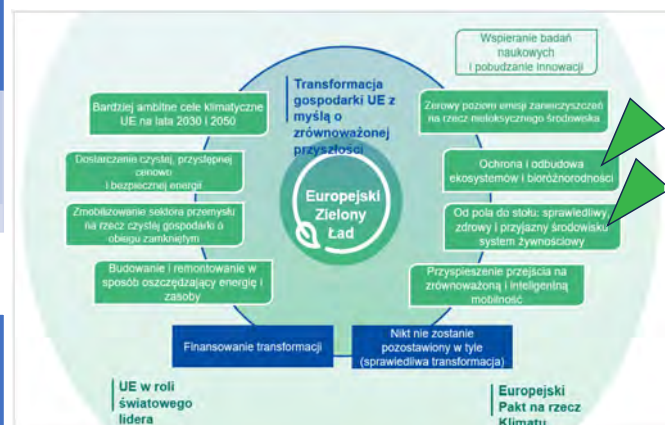 Wspieranie badań
naukowych
i pobudzanie innowacji
Transformacja
gospodarki UE z
myślą o
zrównoważonej
przyszłości
Bardziej ambitne cele klimatyczne
UE na lata 2030 i 2050
Zerowy poziom emisji zanieczyszczeń
na rzecz nietoksycznego środowiska
Dostarczanie czystej, przystępnej
cenowo
i bezpiecznej energii
Ochrona i odbudowa
ekosystemów i bioróżnorodności
Europejski
Zielony
Ład
Zmobilizowanie sektora przemysłu
na rzecz czystej gospodarki o
obiegu zamkniętym
Od pola do stołu: sprawiedliwy,
zdrowy i przyjazny środowisku
system żywnościowy
Budowanie i remontowanie w
sposób oszczędzający energię i
zasoby
Przyspieszenie przejścia na
zrównoważoną i inteligentną
mobilność
Finansowanie transformacji
Nikt nie zostanie
pozostawiony w tyle
(sprawiedliwa transformacja)
UE w roli
światowego
lidera
Europejski
Pakt na rzecz
Klimatu